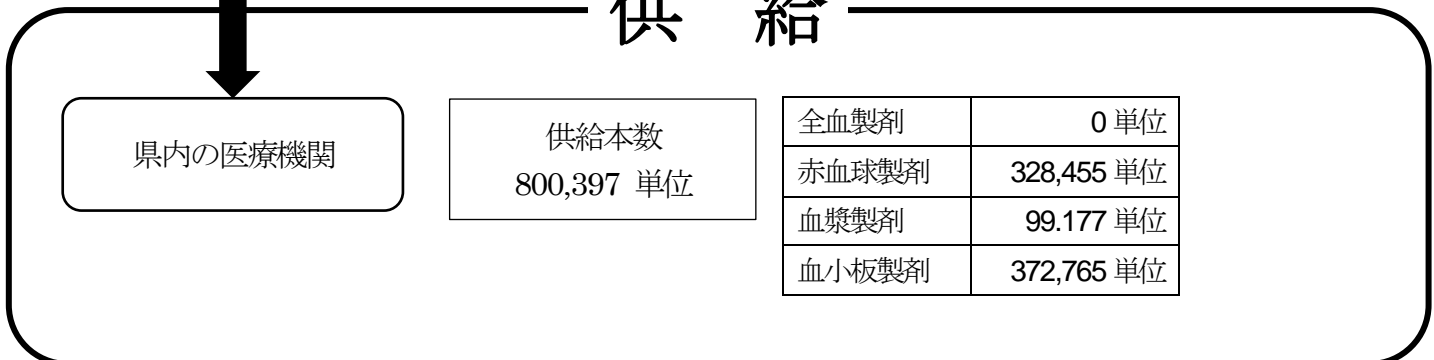 供 給
県内の医療機関
供給本数
800,397 単位
全血製剤 0 単位
赤血球製剤 328,455 単位
血漿製剤 99.177 単位
血小板製剤 372,765 単位